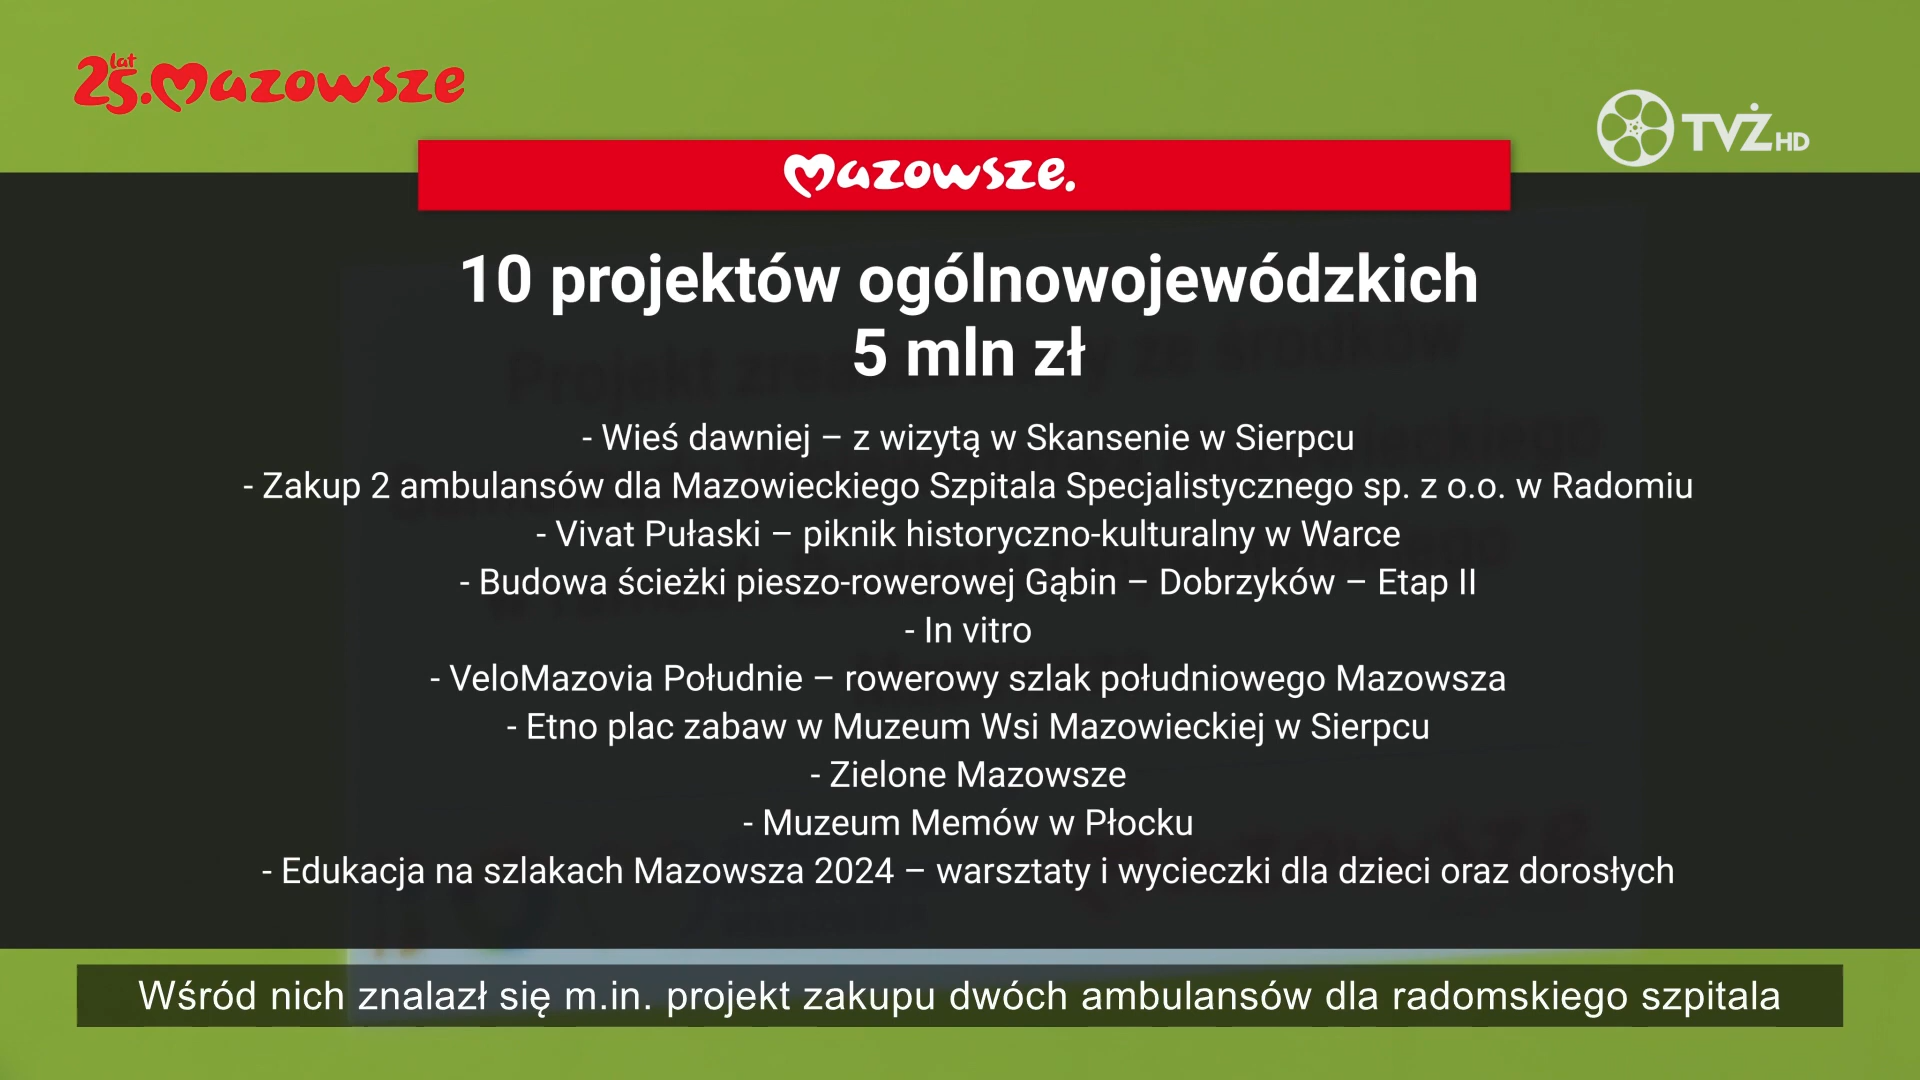 25 lat. Mazowsze
TVŻ HD
Mazowsze.
10 projektów ogólnowojewódzkich
5 mln zł
- Wieś dawniej – z wizytą w Skansenie w Sierpcu
- Zakup 2 ambulansów dla Mazowieckiego Szpitala Specjalistycznego sp. z o.o. w Radomiu
- Vivat Pułaski – piknik historyczno-kulturalny w Warce
- Budowa ścieżki pieszo-rowerowej Gąbin – Dobrzyków – Etap II
- In vitro
- VeloMazovia Południe – rowerowy szlak południowego Mazowsza
- Etno plac zabaw w Muzeum Wsi Mazowieckiej w Sierpcu
- Zielone Mazowsze
- Muzeum Memów w Płocku
- Edukacja na szlakach Mazowsza 2024 – warsztaty i wycieczki dla dzieci oraz dorosłych
Wśród nich znalazł się m.in. projekt zakupu dwóch ambulansów dla radomskiego szpitala